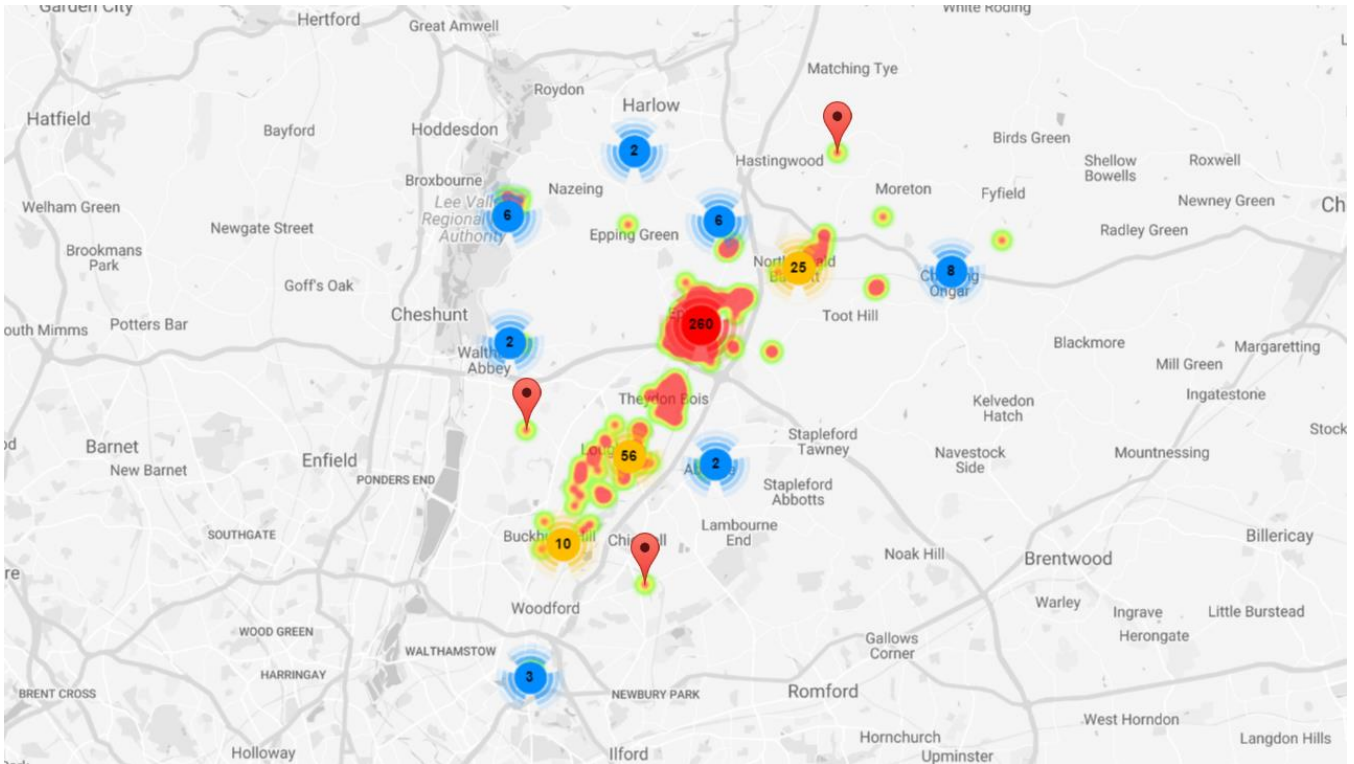 Garden City
Hertford
White Roding
Great Amwell
Matching Tye
Roydon
Harlow
Hatfield
Bayford
Hoddesdon
2
Birds Green
Hastingwood
Shellow
Bowells
Roxwell
Broxbourne
Nazeing
Moreton
Fyfield
Welham Green
Lee Vall
Regional
Authority
6
6
Newney Green
Ch
Newgate Street
Epping Green
Radley Green
Brookmans
Park
25
8
Ongar
Goff's Oak
Cheshunt
260
Toot Hill
outh Mimms
Potters Bar
2
Abbey
Blackmore
Margaretting
Mill Green
Theydon Bois
Kelvedon
Hatch
Ingatestone
Barnet
Stapleford
Tawney
Stock
New Barnet
Enfield
56
2
Navestock
Side
Mountnessing
PONDERS END
Stapleford
Abbotts
SOUTHGATE
Lambourne
End
10
Noak Hill
Billericay
Brentwood
Woodford
Warley
Ingrave
Little Burstead
WOOD GREEN
Herongate
WALTHAMSTOW
Gallows
Corner
HARRINGAY
3
BRENT CROSS
NEWBURY PARK
Romford
West Horndon
Holloway
Ilford
Hornchurch
Upminster
Langdon Hills